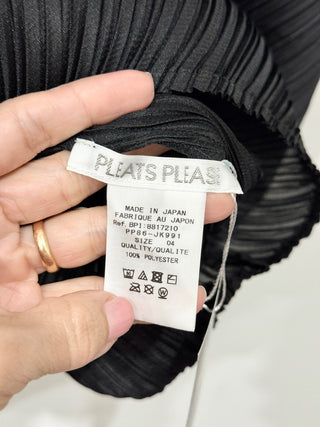 PLEATS PLEASE
MADE IN JAPAN
FABRIQUE AU JAPON
Ref. BPI:B817210
PP86-JK991
SIZE 04
QUALITY/QUALITE
100% POLYESTER